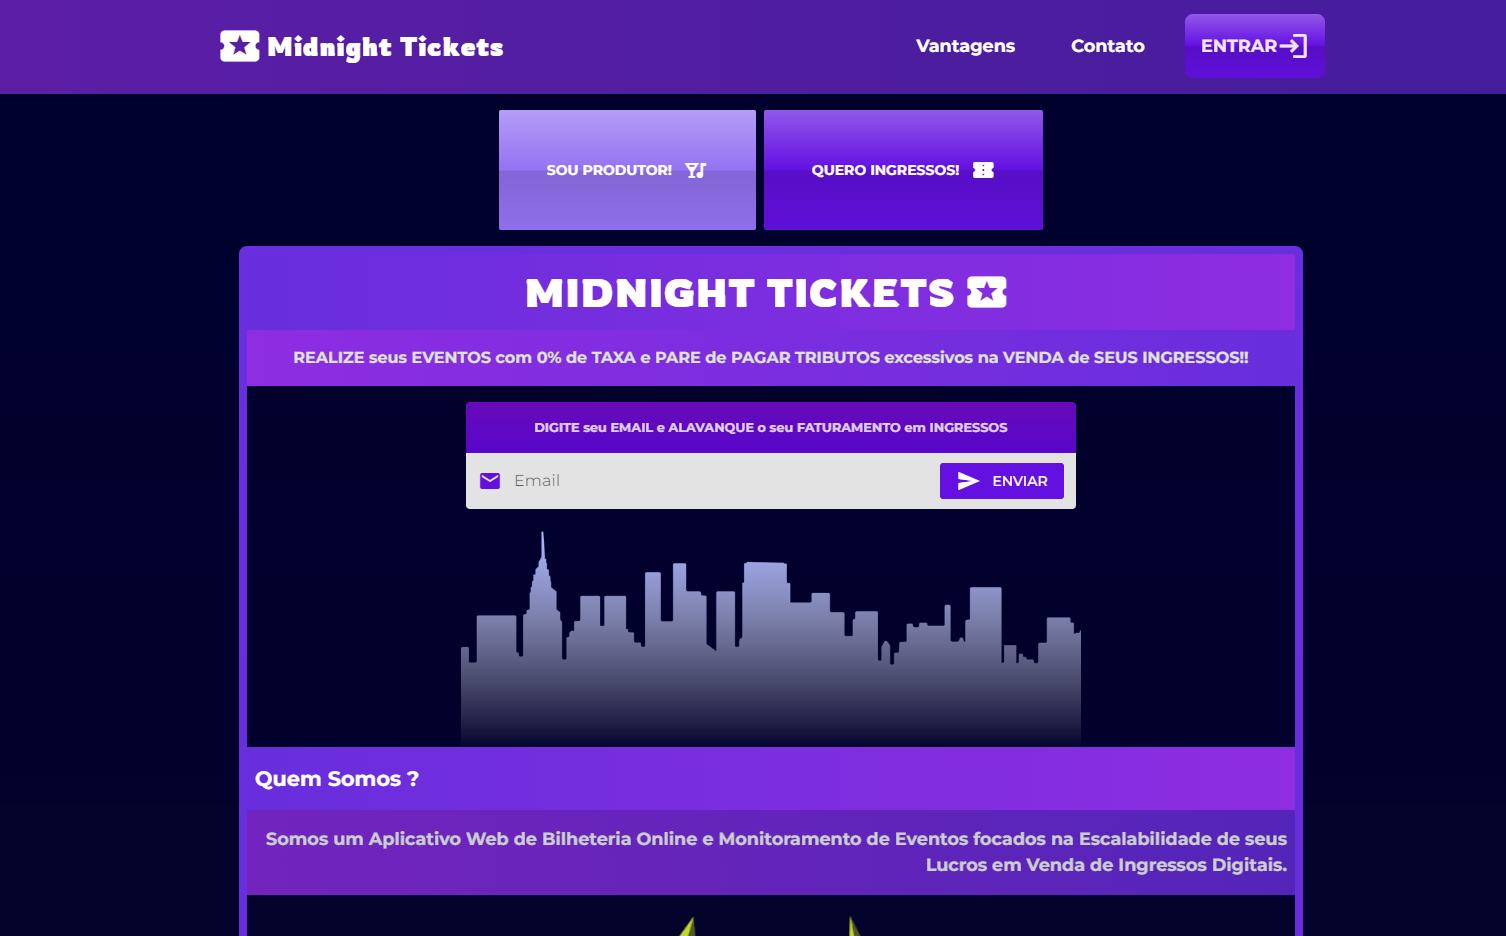 Midnight Tickets
Vantagens
Contato
ENTRAR
SOU PRODUTOR!
QUERO INGRESSOS!
MIDNIGHT TICKETS
REALIZE seus EVENTOS com 0% de TAXA e PARE de PAGAR TRIBUTOS excessivos na VENDA de SEUS INGRESSOS!!
DIGITE seu EMAIL e ALAVANQUE o seu FATURAMENTO em INGRESSOS
Email
ENVIAR
Quem Somos ?
Somos um Aplicativo Web de Bilheteria Online e Monitoramento de Eventos focados na Escalabilidade de seus
Lucros em Venda de Ingressos Digitais.